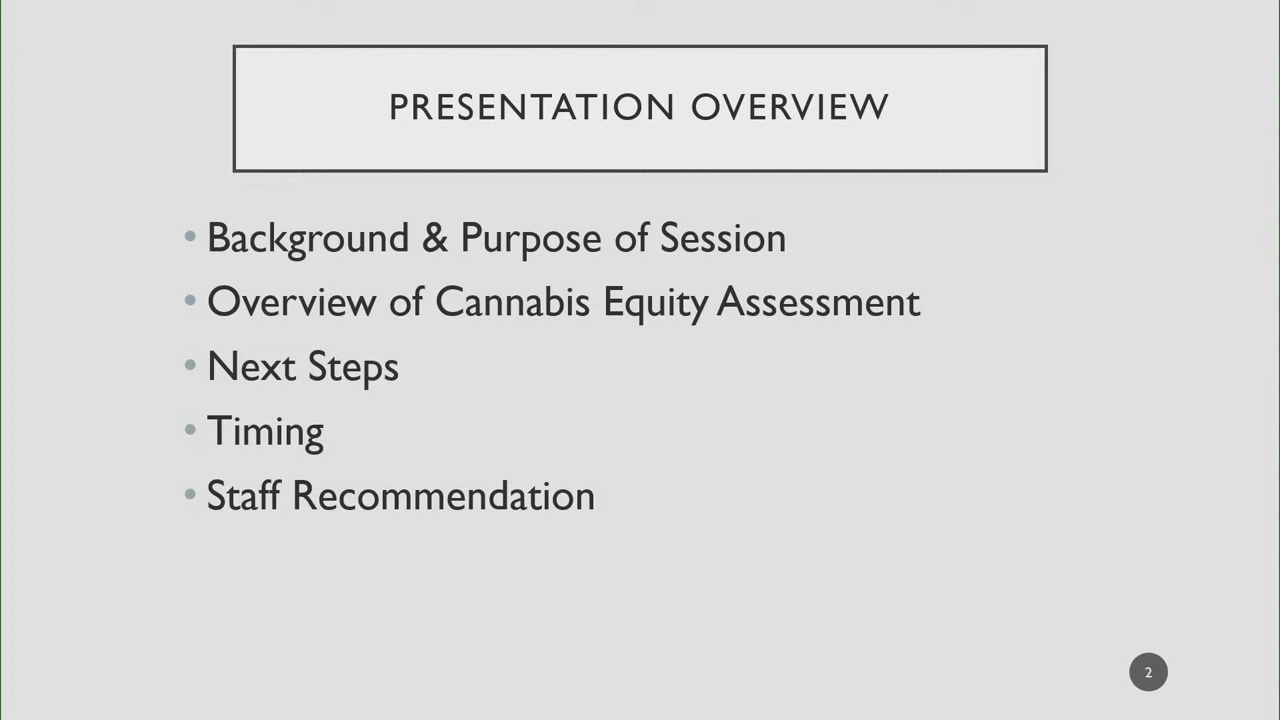 PRESENTATION OVERVIEW
• Background & Purpose of Session
• Overview of Cannabis Equity Assessment
• Next Steps
• Timing
• Staff Recommendation
2